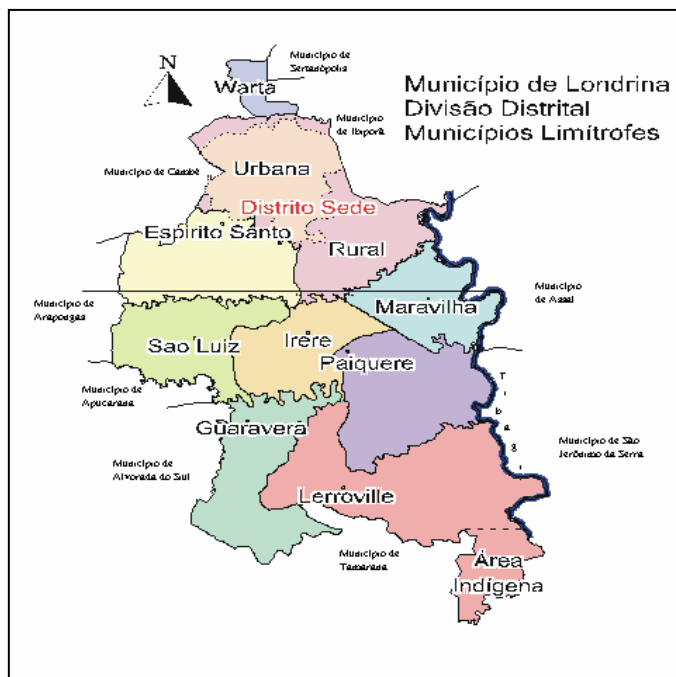 Município de
Sertanópolis
N
Warta
Município de Londrina
Divisão Distrital
Municípios Limítrofes
Município
de Ibiporã
Município de Cambé
Urbana
Distrito Sede
Espirito Santo
Rural
Município
de Assaí
Município de
Arapongas
Maravilha
Sao Luiz
Irere
Paiquere
Município de
Apucarana
Tibagi
Guaravera
Município de São
Jerônimo da Serra
Município de
Alvorada do Sul
Lerroville
Município de
Tamarana
Área
Indígena